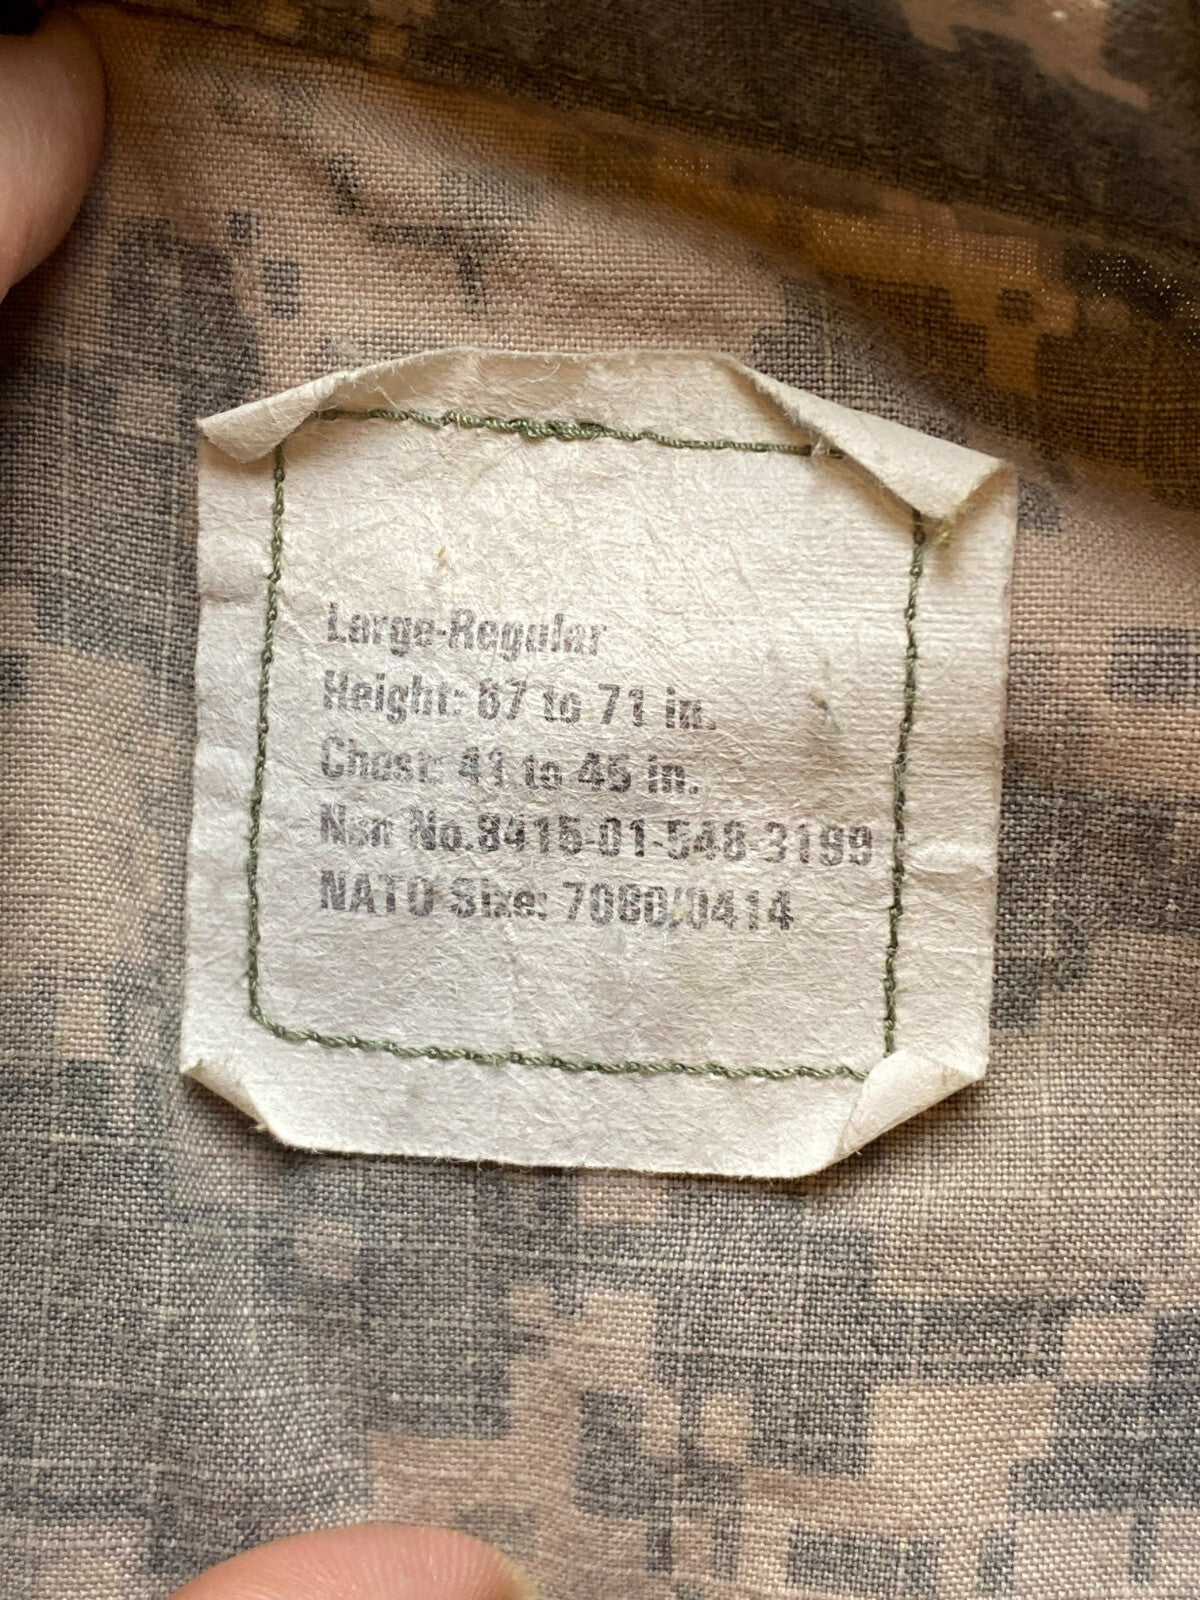 Large-Regular
Height: 67 to 71 in.
Chest: 41 to 45 in.
Nsn No.8415-01-548-3199
NATO Size: 7080/0414